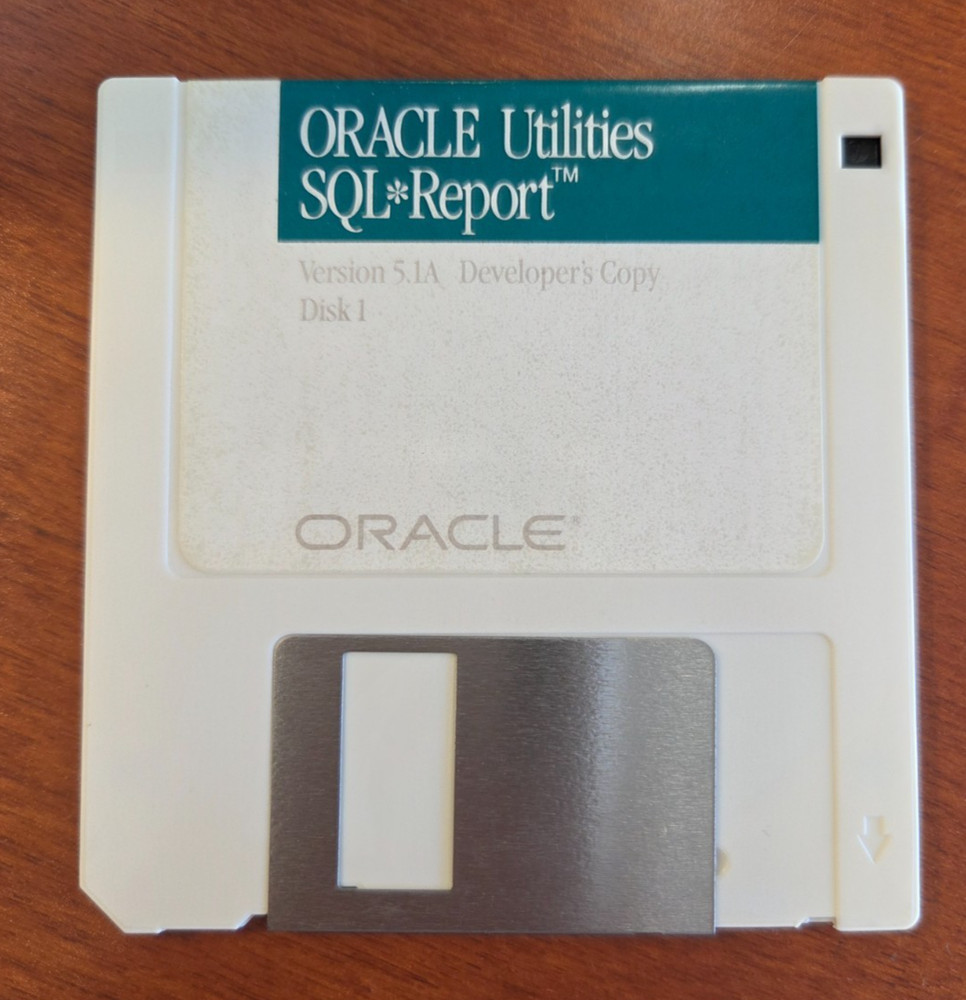 ORACLE Utilities
SQL*Report™
Version 5.1A Developer's Copy
Disk 1
ORACLE®